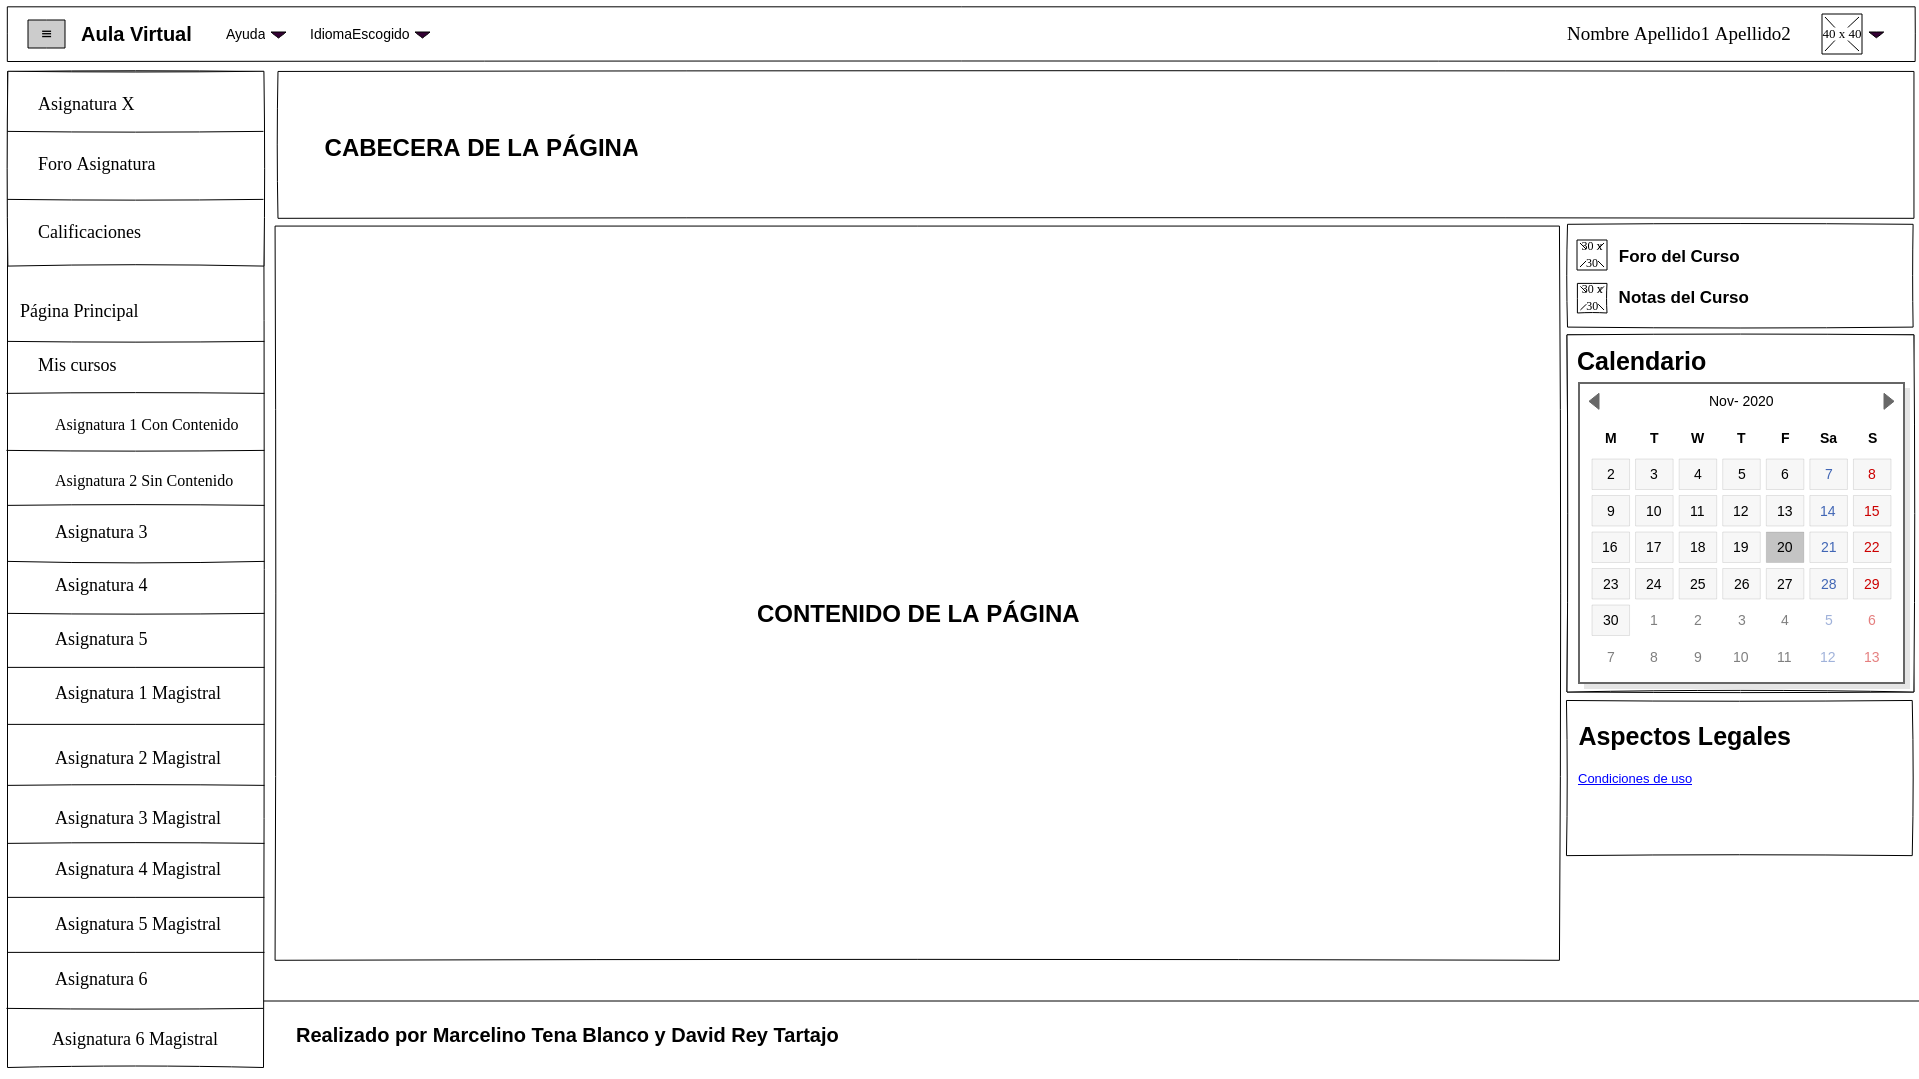 ≡ Aula Virtual Ayuda IdiomaEscogido Nombre Apellido1 Apellido2 40 x 40
Asignatura X
Foro Asignatura
Calificaciones
Página Principal
Mis cursos
Asignatura 1 Con Contenido
Asignatura 2 Sin Contenido
Asignatura 3
Asignatura 4
Asignatura 5
Asignatura 1 Magistral
Asignatura 2 Magistral
Asignatura 3 Magistral
Asignatura 4 Magistral
Asignatura 5 Magistral
Asignatura 6
Asignatura 6 Magistral
CABECERA DE LA PÁGINA
CONTENIDO DE LA PÁGINA
30 x
30
Foro del Curso
30 x
30
Notas del Curso
Calendario
Nov- 2020
M T W T F Sa S
2 3 4 5 6 7 8
9 10 11 12 13 14 15
16 17 18 19 20 21 22
23 24 25 26 27 28 29
30 1 2 3 4 5 6
7 8 9 10 11 12 13
Aspectos Legales
Condiciones de uso
Realizado por Marcelino Tena Blanco y David Rey Tartajo